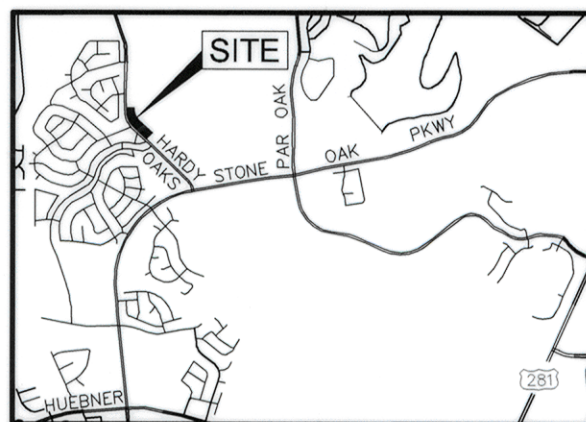 SITE
HARDY
OAKS
STONE
OAK
PKWY
PAR OAK
281
HUEBNER